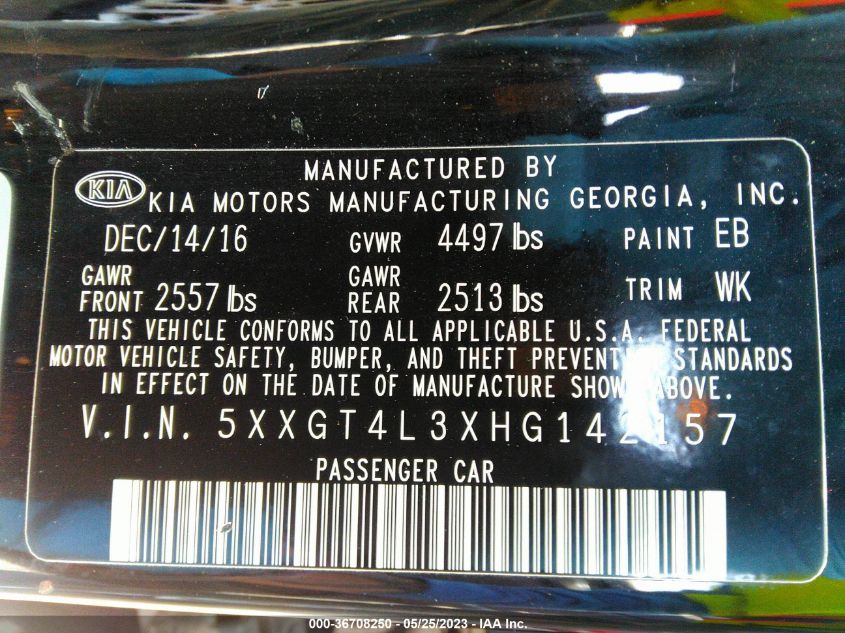 MANUFACTURED BY
KIA
KIA MOTORS MANUFACTURING GEORGIA, INC.
DEC/14/16 GVWR 4497 lbs PAINT EB
GAWR FRONT 2557 lbs GAWR REAR 2513 lbs TRIM WK
THIS VEHICLE CONFORMS TO ALL APPLICABLE U.S.A. FEDERAL
MOTOR VEHICLE SAFETY, BUMPER, AND THEFT PREVENTION STANDARDS
IN EFFECT ON THE DATE OF MANUFACTURE SHOWN ABOVE.
V.I.N. 5XXGT4L3XHG142157
PASSENGER CAR
000-36708250 - 05/25/2023 - IAA Inc.